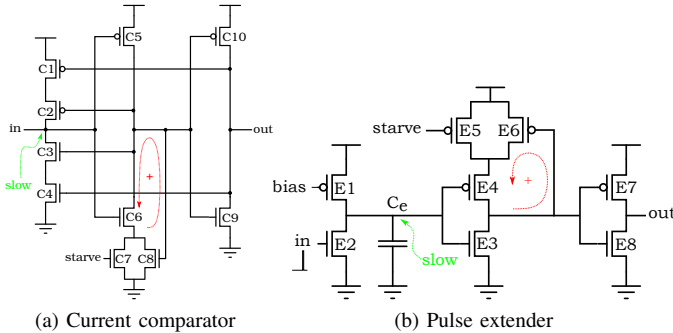 C5
C10
C1
C2
in
out
C3
slow
+
C4
C6
C9
starve
C7
C8
(a) Current comparator
starve
E5
E6
bias
E1
Ce
E4
+
E7
out
in
E2
slow
E3
E8
(b) Pulse extender